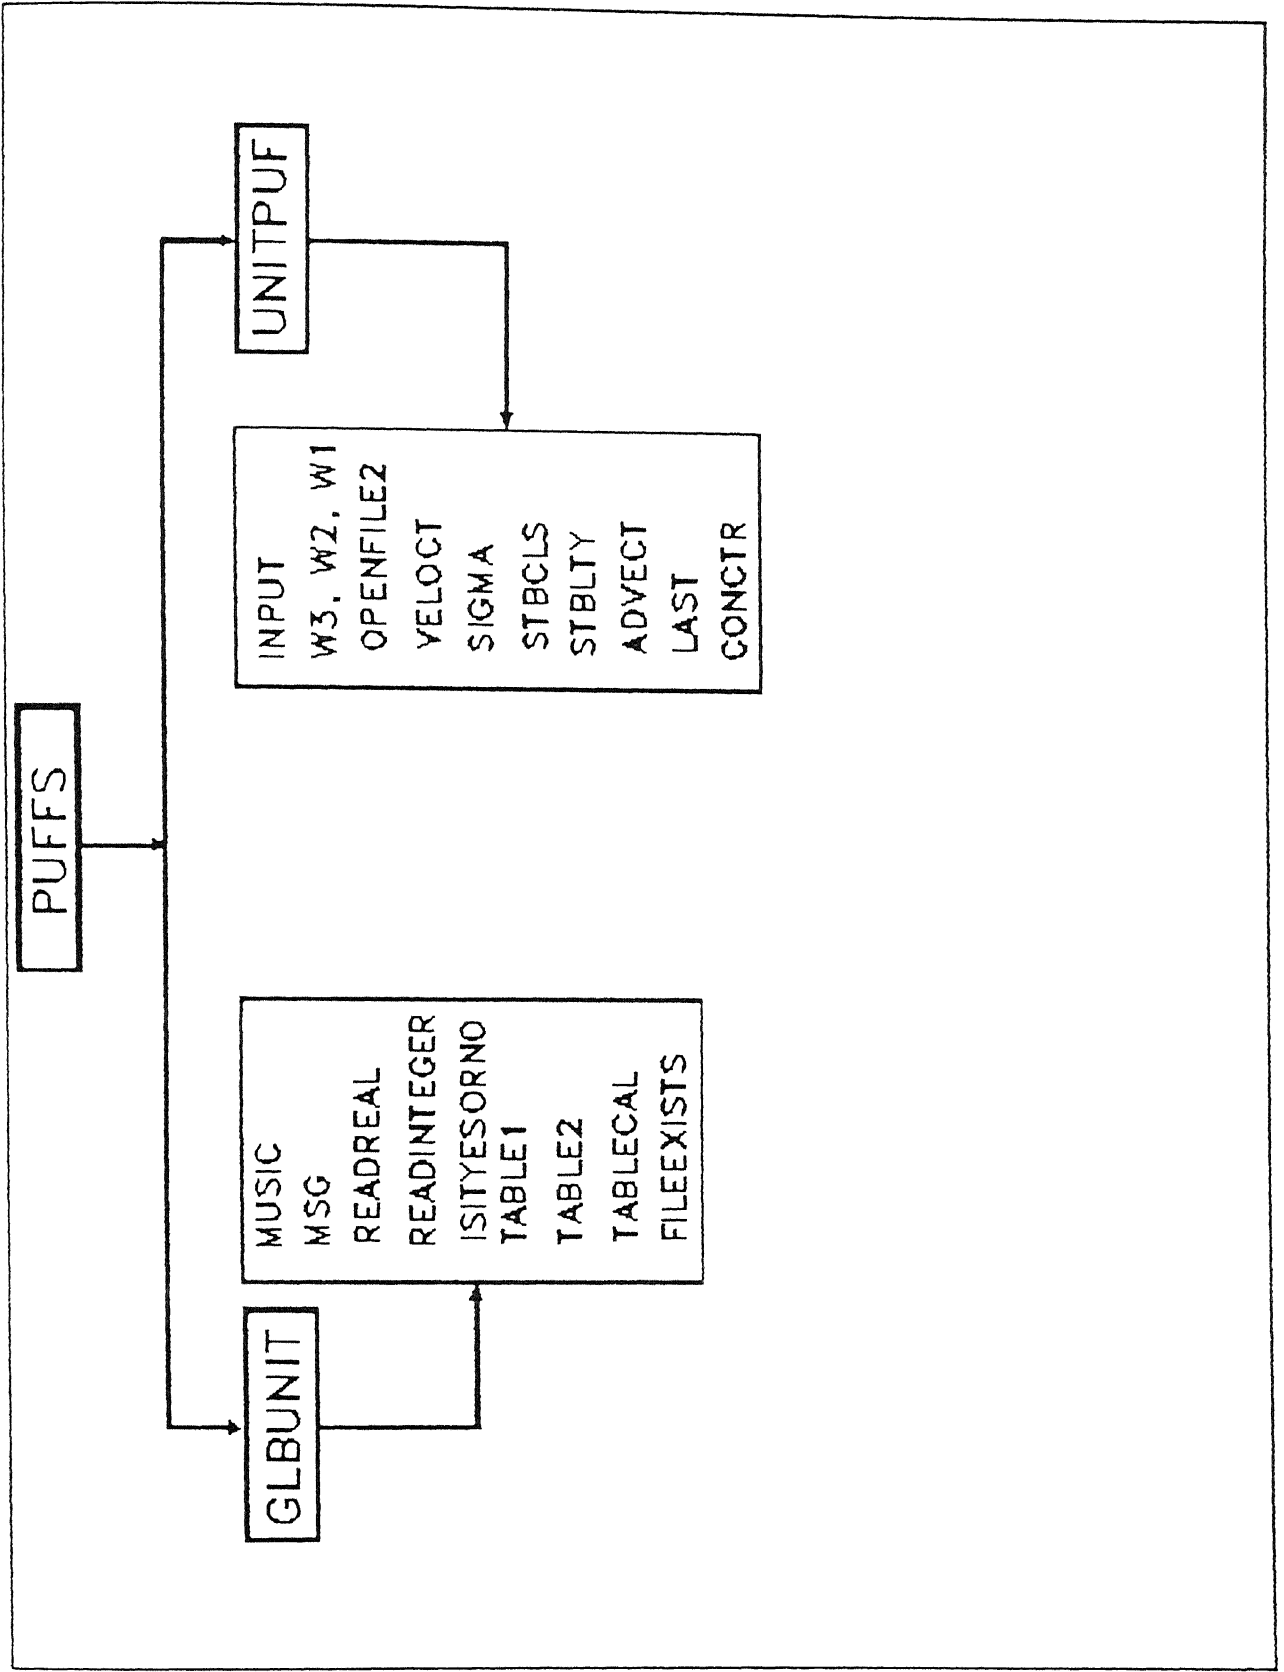 PUFFS
GLBUNIT
UNITPUF
MUSIC
MSG
READREAL
READINTEGER
ISITYESORNO
TABLE1
TABLE2
TABLECAL
FILEEXISTS
INPUT
W3, W2, W1
OPENFILE2
VELOCT
SIGMA
STBCLS
STBLTY
ADVECT
LAST
CONCTR